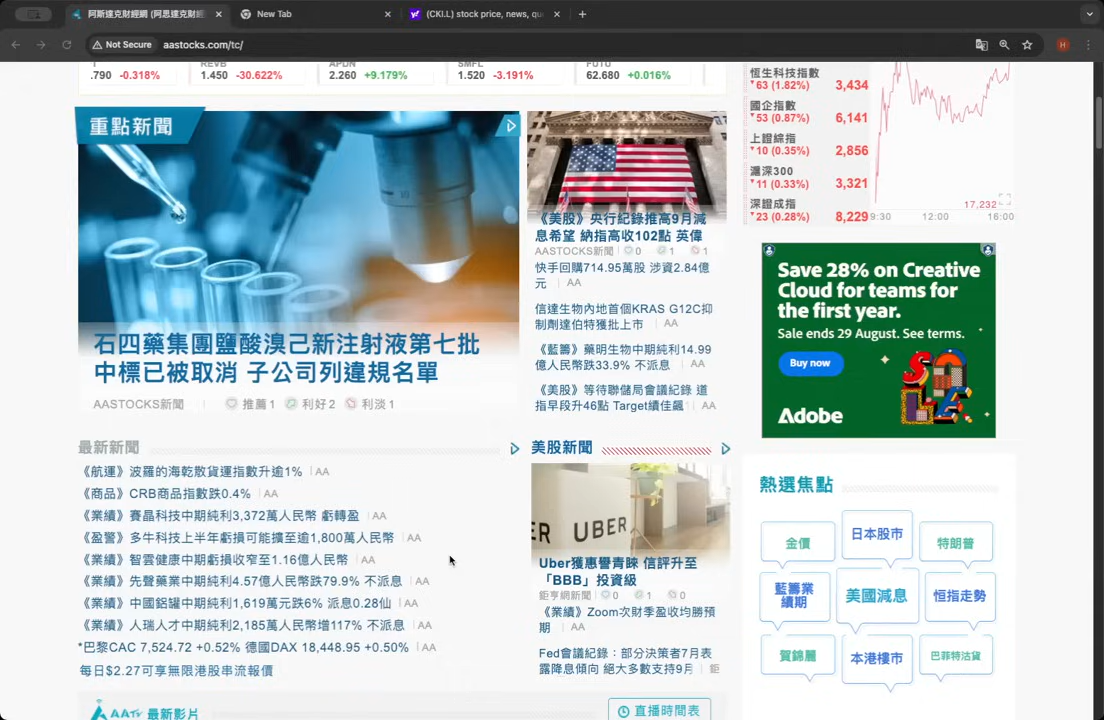 阿斯達克財經網 (阿思達克財經
New Tab
(CKI.L) stock price, news, qu
Not Secure
aastocks.com/tc/
H
.790 -0.318%
1.450 -30.622%
2.260 +9.179%
1.520 -3.191%
62.680 +0.016%
重點新聞
石四藥集團鹽酸溴己新注射液第七批
中標已被取消 子公司列違規名單
AASTOCKS新聞
推薦1
利好2
利淡1
《美股》央行紀錄推高9月減
息希望 納指高收102點 英偉
AASTOCKS新聞
0
1
1
快手回購714.95萬股 涉資2.84億
元 AA
信達生物內地首個KRAS G12C抑
制劑達伯特獲批上市 AA
《藍籌》藥明生物中期純利14.99
億人民幣跌33.9% 不派息 AA
《美股》等待聯儲局會議紀錄 道
指早段升46點 Target績佳飆 AA
最新新聞
《航運》波羅的海乾散貨運指數升逾1% AA
《商品》CRB商品指數跌0.4% AA
《業績》賽晶科技中期純利3,372萬人民幣 虧轉盈 AA
《盈警》多牛科技上半年虧損可能擴至逾1,800萬人民幣 AA
《業績》智雲健康中期虧損收窄至1.16億人民幣 AA
《業績》先聲藥業中期純利4.57億人民幣跌79.9% 不派息 AA
《業績》中國鋁罐中期純利1,619萬元跌6% 派息0.28仙 AA
《業績》人瑞人才中期純利2,185萬人民幣增117% 不派息 AA
*巴黎CAC 7,524.72 +0.52% 德國DAX 18,448.95 +0.50% AA
每日$2.27可享無限港股串流報價
美股新聞
ER
UBER
Uber獲惠譽青睞 信評升至
「BBB」投資級
鉅亨網新聞
0
1
0
《業績》Zoom次財季盈收均勝預
期 AA
Fed會議紀錄：部分決策者7月表
露降息傾向 絕大多數支持9月 鉅
AATV 最新影片
直播時間表
恆生科技指數
63 (1.82%) 3,434
國企指數
53 (0.87%) 6,141
上證綜指
10 (0.35%) 2,856
滬深300
11 (0.33%) 3,321
深證成指
23 (0.28%) 8,229
17,232
9:30 12:00 16:00
Save 28% on Creative
Cloud for teams for
the first year.
Sale ends 29 August. See terms.
Buy now
Adobe
SALE
熱選焦點
金價
日本股市
特朗普
藍籌業
績期
美國減息
恒指走勢
賀錦麗
本港樓市
巴菲特沽貨